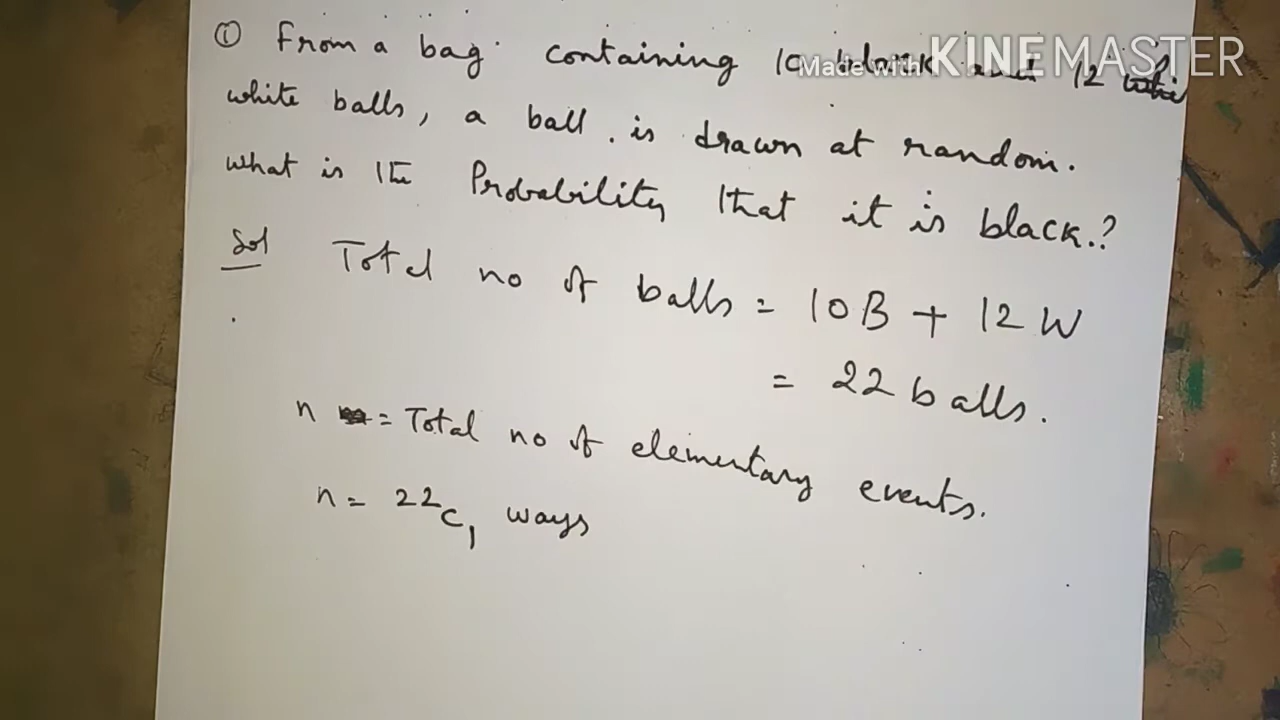 ① From a bag containing 10 black and 12
white balls, a ball is drawn at random.
what is the Probability that it is black.?
Sol Total no of balls = 10B + 12W
= 22 balls.
n = Total no of elementary events.
n = 22c₁ ways
Made with KINEMASTER